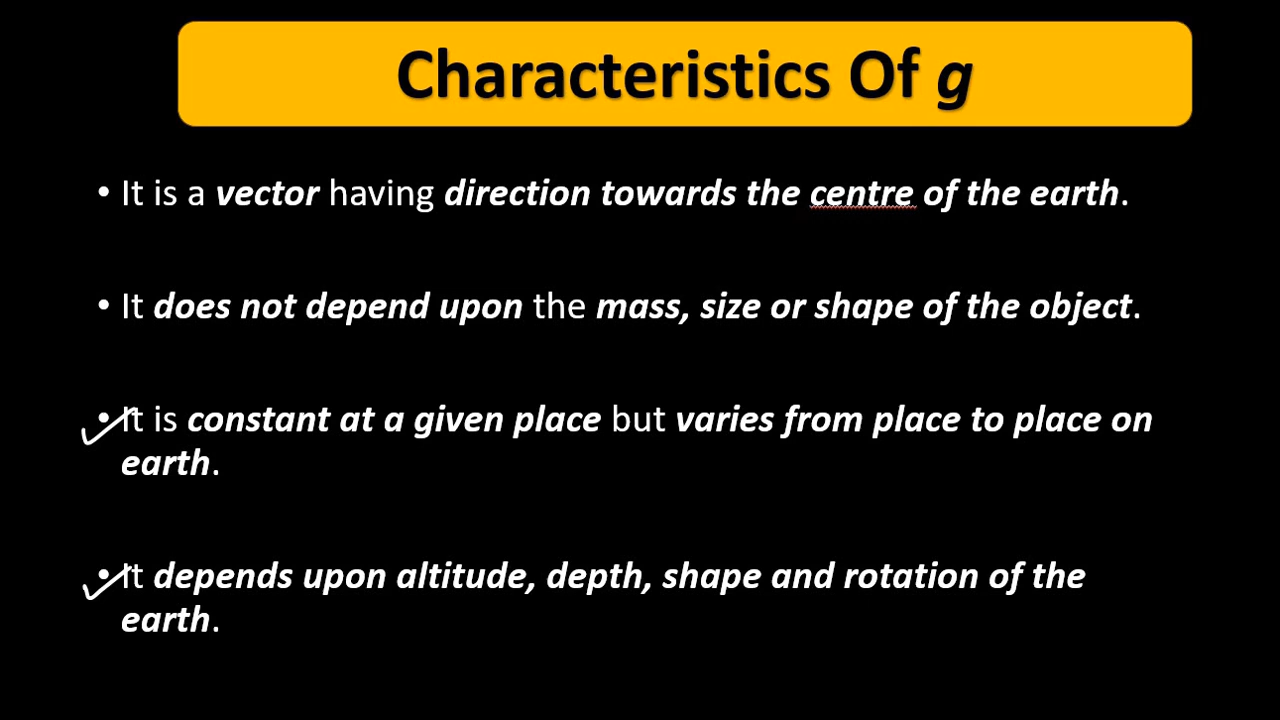 Characteristics Of g
• It is a vector having direction towards the centre of the earth.
• It does not depend upon the mass, size or shape of the object.
• It is constant at a given place but varies from place to place on
earth.
• It depends upon altitude, depth, shape and rotation of the
earth.